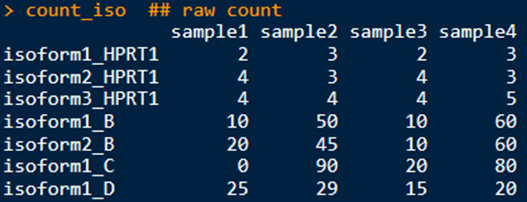 > count_iso  ## raw count
               sample1 sample2 sample3 sample4
isoform1_HPRT1       2       3       2       3
isoform2_HPRT1       4       3       4       3
isoform3_HPRT1       4       4       4       5
isoform1_B          10      50      10      60
isoform2_B          20      45      10      60
isoform1_C           0      90      20      80
isoform1_D          25      29      15      20